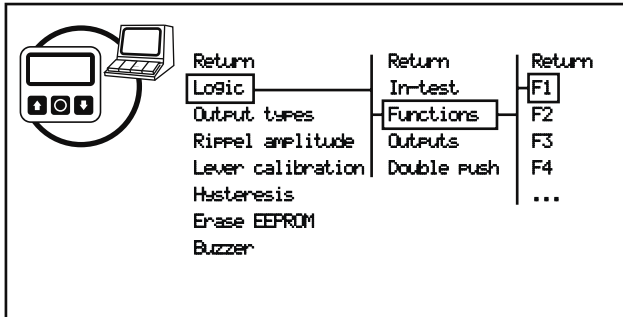 Return
Logic
Output types
Rippel amplitude
Lever calibration
Hysteresis
Erase EEPROM
Buzzer
Return
In-test
Functions
Outputs
Double push
Return
F1
F2
F3
F4
...